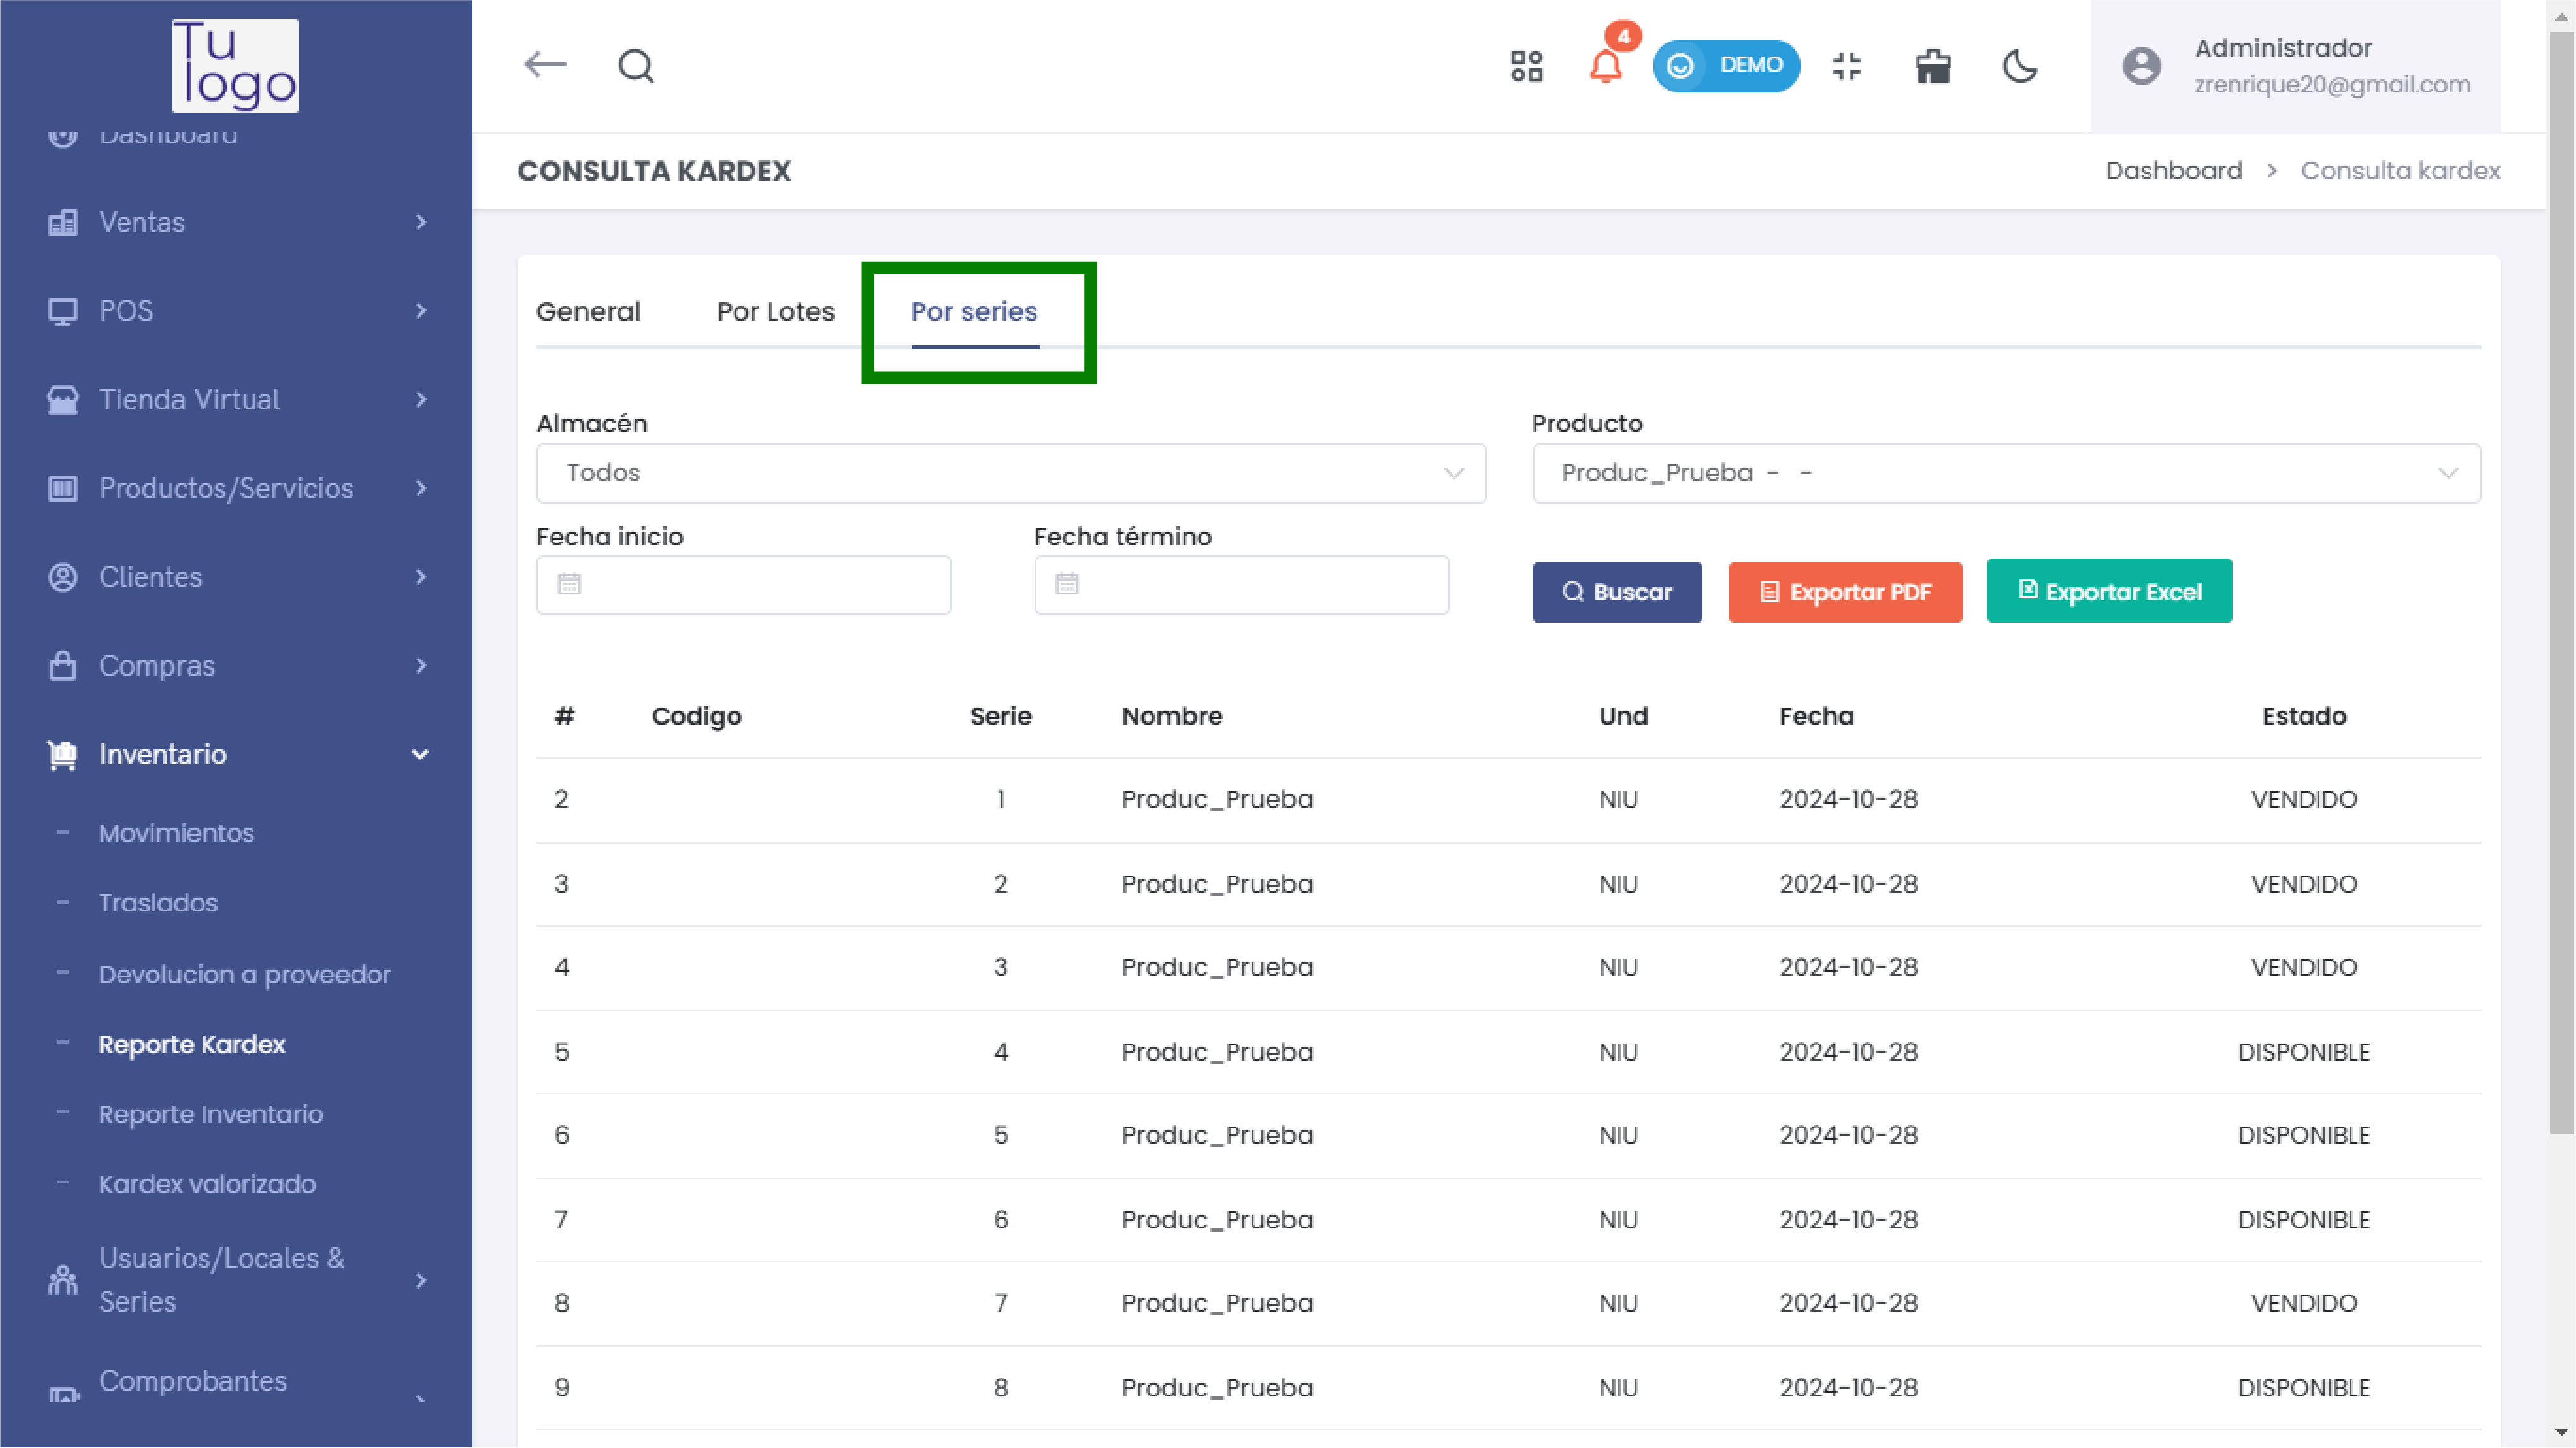 Tu
logo
Dashboard
Ventas
POS
Tienda Virtual
Productos/Servicios
Clientes
Compras
Inventario
- Movimientos
- Traslados
- Devolucion a proveedor
- Reporte Kardex
- Reporte Inventario
- Kardex valorizado
Usuarios/Locales &
Series
Comprobantes
4
DEMO
Administrador
zrenrique20@gmail.com
CONSULTA KARDEX
Dashboard > Consulta kardex
General Por Lotes Por series
Almacén Producto
Todos Produc_Prueba - -
Fecha inicio Fecha término
Buscar Exportar PDF Exportar Excel
# Codigo Serie Nombre Und Fecha Estado
2 1 Produc_Prueba NIU 2024-10-28 VENDIDO
3 2 Produc_Prueba NIU 2024-10-28 VENDIDO
4 3 Produc_Prueba NIU 2024-10-28 VENDIDO
5 4 Produc_Prueba NIU 2024-10-28 DISPONIBLE
6 5 Produc_Prueba NIU 2024-10-28 DISPONIBLE
7 6 Produc_Prueba NIU 2024-10-28 DISPONIBLE
8 7 Produc_Prueba NIU 2024-10-28 VENDIDO
9 8 Produc_Prueba NIU 2024-10-28 DISPONIBLE